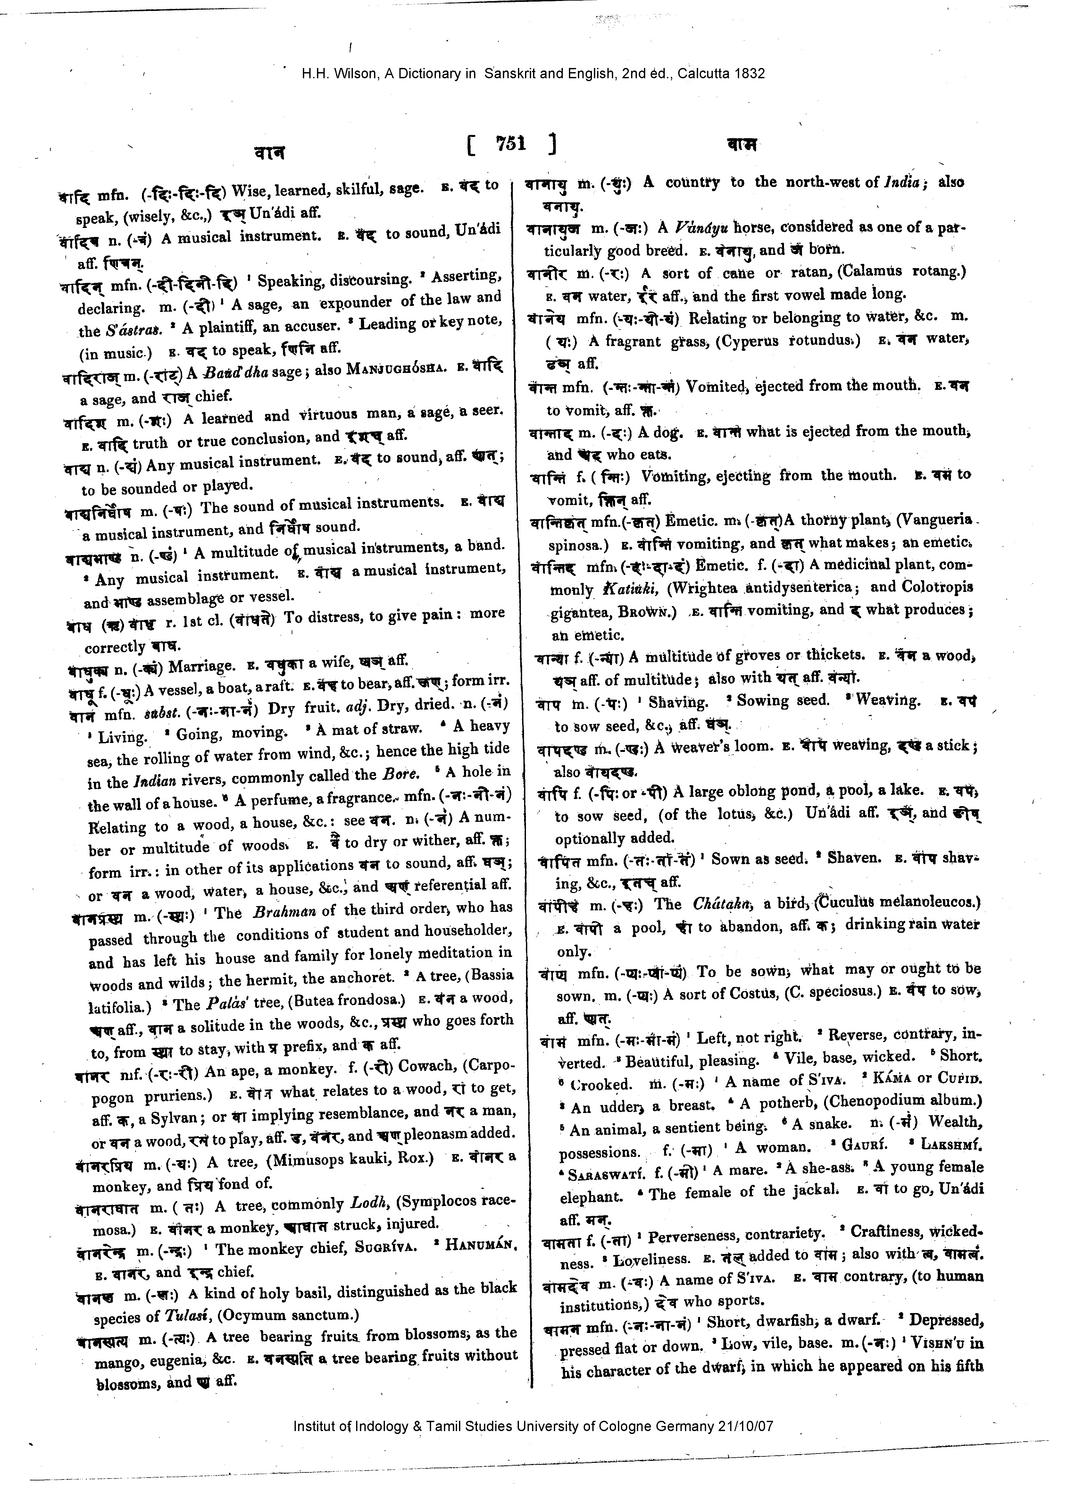 H.H. Wilson, A Dictionary in Sanskrit and English, 2nd ed., Calcutta 1832
वान
[ 751 ]
वाम
वादि mfn. (-दिः-दिः-दि) Wise, learned, skilful, sage. E. वद to
speak, (wisely, &c.,) इञ् Un'ádi aff.
वादित्र n. (-त्रं) A musical instrument. E. वद to sound, Un'ádi
aff. णित्रन्.
वादिन् mfn. (-दी-दिनी-दि) ¹ Speaking, discoursing. ² Asserting,
declaring. m. (-दी) ¹ A sage, an expounder of the law and
the S'ástras. ² A plaintiff, an accuser. ³ Leading or key note,
(in music.) E. वद to speak, णिनि aff.
वादिराज् m. (-राट्) A Baud'dha sage; also MANJUGHÓSHA. E. वादि
a sage, and राज् chief.
वादिश m. (-शः) A learned and virtuous man, a sage, a seer.
E. वादि truth or true conclusion, and aff.
वाद्य n. (-द्यं) Any musical instrument. E. वद to sound, aff. ण्यत्;
to be sounded or played.
वाद्यनिर्घोष m. (-षः) The sound of musical instruments. E. वाद्य
a musical instrument, and निर्घोष sound.
वाद्यभाण्ड n. (-ण्डं) ¹ A multitude of musical instruments, a band.
² Any musical instrument. E. वाद्य a musical instrument,
and भाण्ड assemblage or vessel.
वाध (ऋ) वाधृ r. 1st cl. (वाधते) To distress, to give pain: more
correctly बाध.
वाधुक्य n. (-क्यं) Marriage. E. वधुका a wife, ष्यञ् aff.
वाधू f. (-धूः) A vessel, a boat, a raft. E. वह to bear, aff. ; form irr.
वान mfn. subst. (-नः-ना-नं) Dry fruit. adj. Dry, dried. n. (-नं)
¹ Living. ² Going, moving. ³ A mat of straw. ⁴ A heavy
sea, the rolling of water from wind, &c.; hence the high tide
in the Indian rivers, commonly called the Bore. ⁵ A hole in
the wall of a house. ⁶ A perfume, a fragrance. mfn. (-नः-नी-नं)
Relating to a wood, a house, &c.: see वन. n. (-नं) A num-
ber or multitude of woods. E. वै to dry or wither, aff. क्त;
form irr.: in other of its applications वन to sound, aff. घञ्;
or वन a wood, water, a house, &c., and अण् referential aff.
वानप्रस्थ m. (-स्थः) ¹ The Brahman of the third order, who has
passed through the conditions of student and householder,
and has left his house and family for lonely meditation in
woods and wilds; the hermit, the anchoret. ² A tree, (Bassia
latifolia.) ³ The Palás' tree, (Butea frondosa.) E. वन a wood,
अण् aff., वान a solitude in the woods, &c., प्रस्थ who goes forth
to, from स्था to stay, with प्र prefix, and क aff.
वानर mf. (-रः-री) An ape, a monkey. f. (-री) Cowach, (Carpo-
pogon pruriens.) E. वान what relates to a wood, रा to get,
aff. क, a Sylvan; or वा implying resemblance, and नर a man,
or वन a wood, रम to play, aff. ड, वनर, and अण् pleonasm added.
वानरप्रिय m. (-यः) A tree, (Mimusops kauki, Rox.) E. वानर a
monkey, and प्रिय fond of.
वानराघात m. (तः) A tree, commonly Lodh, (Symplocos race-
mosa.) E. वानर a monkey, आघात struck, injured.
वानरेन्द्र m. (-न्द्रः) ¹ The monkey chief, SUGRÍVA. ² HANUMÁN.
E. वानर, and इन्द्र chief.
वानल m. (-लः) A kind of holy basil, distinguished as the black
species of Tulasí, (Ocymum sanctum.)
वानस्पत्य m. (-त्यः) A tree bearing fruits from blossoms, as the
mango, eugenia, &c. E. वनस्पति a tree bearing fruits without
blossoms, and ण्य aff.
वानायु m. (-युः) A country to the north-west of India; also
वनायु.
वानायुज m. (-जः) A Vánáyu horse, considered as one of a par-
ticularly good breed. E. वनायु, and ज born.
वानीर m. (-रः) A sort of cane or ratan, (Calamus rotang.)
E. वन water, ईर aff., and the first vowel made long.
वानेय mfn. (-यः-यी-यं) Relating or belonging to water, &c. m.
(यः) A fragrant grass, (Cyperus rotundus.) E. वन water,
ढञ् aff.
वान्त mfn. (-न्तः-न्ता-न्तं) Vomited, ejected from the mouth. E. वम
to vomit, aff. क्त.
वान्ताद m. (-दः) A dog. E. वान्त what is ejected from the mouth,
and अद who eats.
वान्ति f. (न्तिः) Vomiting, ejecting from the mouth. E. वम to
vomit, क्तिन् aff.
वान्तिकृत् mfn. (-कृत्) Emetic. m. (-कृत्) A thorny plant, (Vangueria
spinosa.) E. वान्ति vomiting, and कृत् what makes; an emetic.
वान्तिद mfn. (-दः-दा-दं) Emetic. f. (-दा) A medicinal plant, com-
monly Katúki, (Wrightea antidysenterica; and Colotropis
gigantea, BROWN.) E. वान्ति vomiting, and द what produces;
an emetic.
वान्या f. (-न्या) A multitude of groves or thickets. E. वन a wood,
यञ् aff. of multitude; also with यत् aff. वन्या.
वाप m. (-पः) ¹ Shaving. ² Sowing seed. ³ Weaving. E. वप
to sow seed, &c., aff. घञ्.
वापदण्ड m. (-ण्डः) A weaver's loom. E. वाप weaving, दण्ड a stick;
also वायदण्ड.
वापि f. (-पिः or -पी) A large oblong pond, a pool, a lake. E. वप,
to sow seed, (of the lotus, &c.) Un'ádi aff. इञ्, and ङीष्
optionally added.
वापित mfn. (-तः-ता-तं) ¹ Sown as seed. ² Shaven. E. वाप shav-
ing, &c., इतच् aff.
वापीह m. (-हः) The Chátaka, a bird, (Cuculus melanoleucos.)
E. वापी a pool, हा to abandon, aff. क; drinking rain water
only.
वाप्य mfn. (-प्यः-प्या-प्यं) To be sown, what may or ought to be
sown. m. (-प्यः) A sort of Costus, (C. speciosus.) E. वप to sow,
aff. ण्यत्.
वाम mfn. (-मः-मा-मं) ¹ Left, not right. ² Reverse, contrary, in-
verted. ³ Beautiful, pleasing. ⁴ Vile, base, wicked. ⁵ Short.
⁶ Crooked. m. (-मः) ¹ A name of S'IVA. ² KÁMA or CUPID.
³ An udder, a breast. ⁴ A potherb, (Chenopodium album.)
⁵ An animal, a sentient being. ⁶ A snake. n. (-मं) Wealth,
possessions. f. (-मा) ¹ A woman. ² GAURÍ. ³ LAKSHMÍ.
⁴ SARASWATÍ. f. (-मी) ¹ A mare. ² A she-ass. ³ A young female
elephant. ⁴ The female of the jackal. E. वा to go, Un'ádi
aff. मन्.
वामता f. (-ता) ¹ Perverseness, contrariety. ² Craftiness, wicked-
ness. ³ Loveliness. E. तल् added to वाम; also with त्व, वामत्वं.
वामदेव m. (-वः) A name of S'IVA. E. वाम contrary, (to human
institutions,) देव who sports.
वामन mfn. (-नः-ना-नं) ¹ Short, dwarfish, a dwarf. ² Depressed,
pressed flat or down. ³ Low, vile, base. m. (-नः) ¹ VISHN'U in
his character of the dwarf, in which he appeared on his fifth
Institut of Indology & Tamil Studies University of Cologne Germany 21/10/07